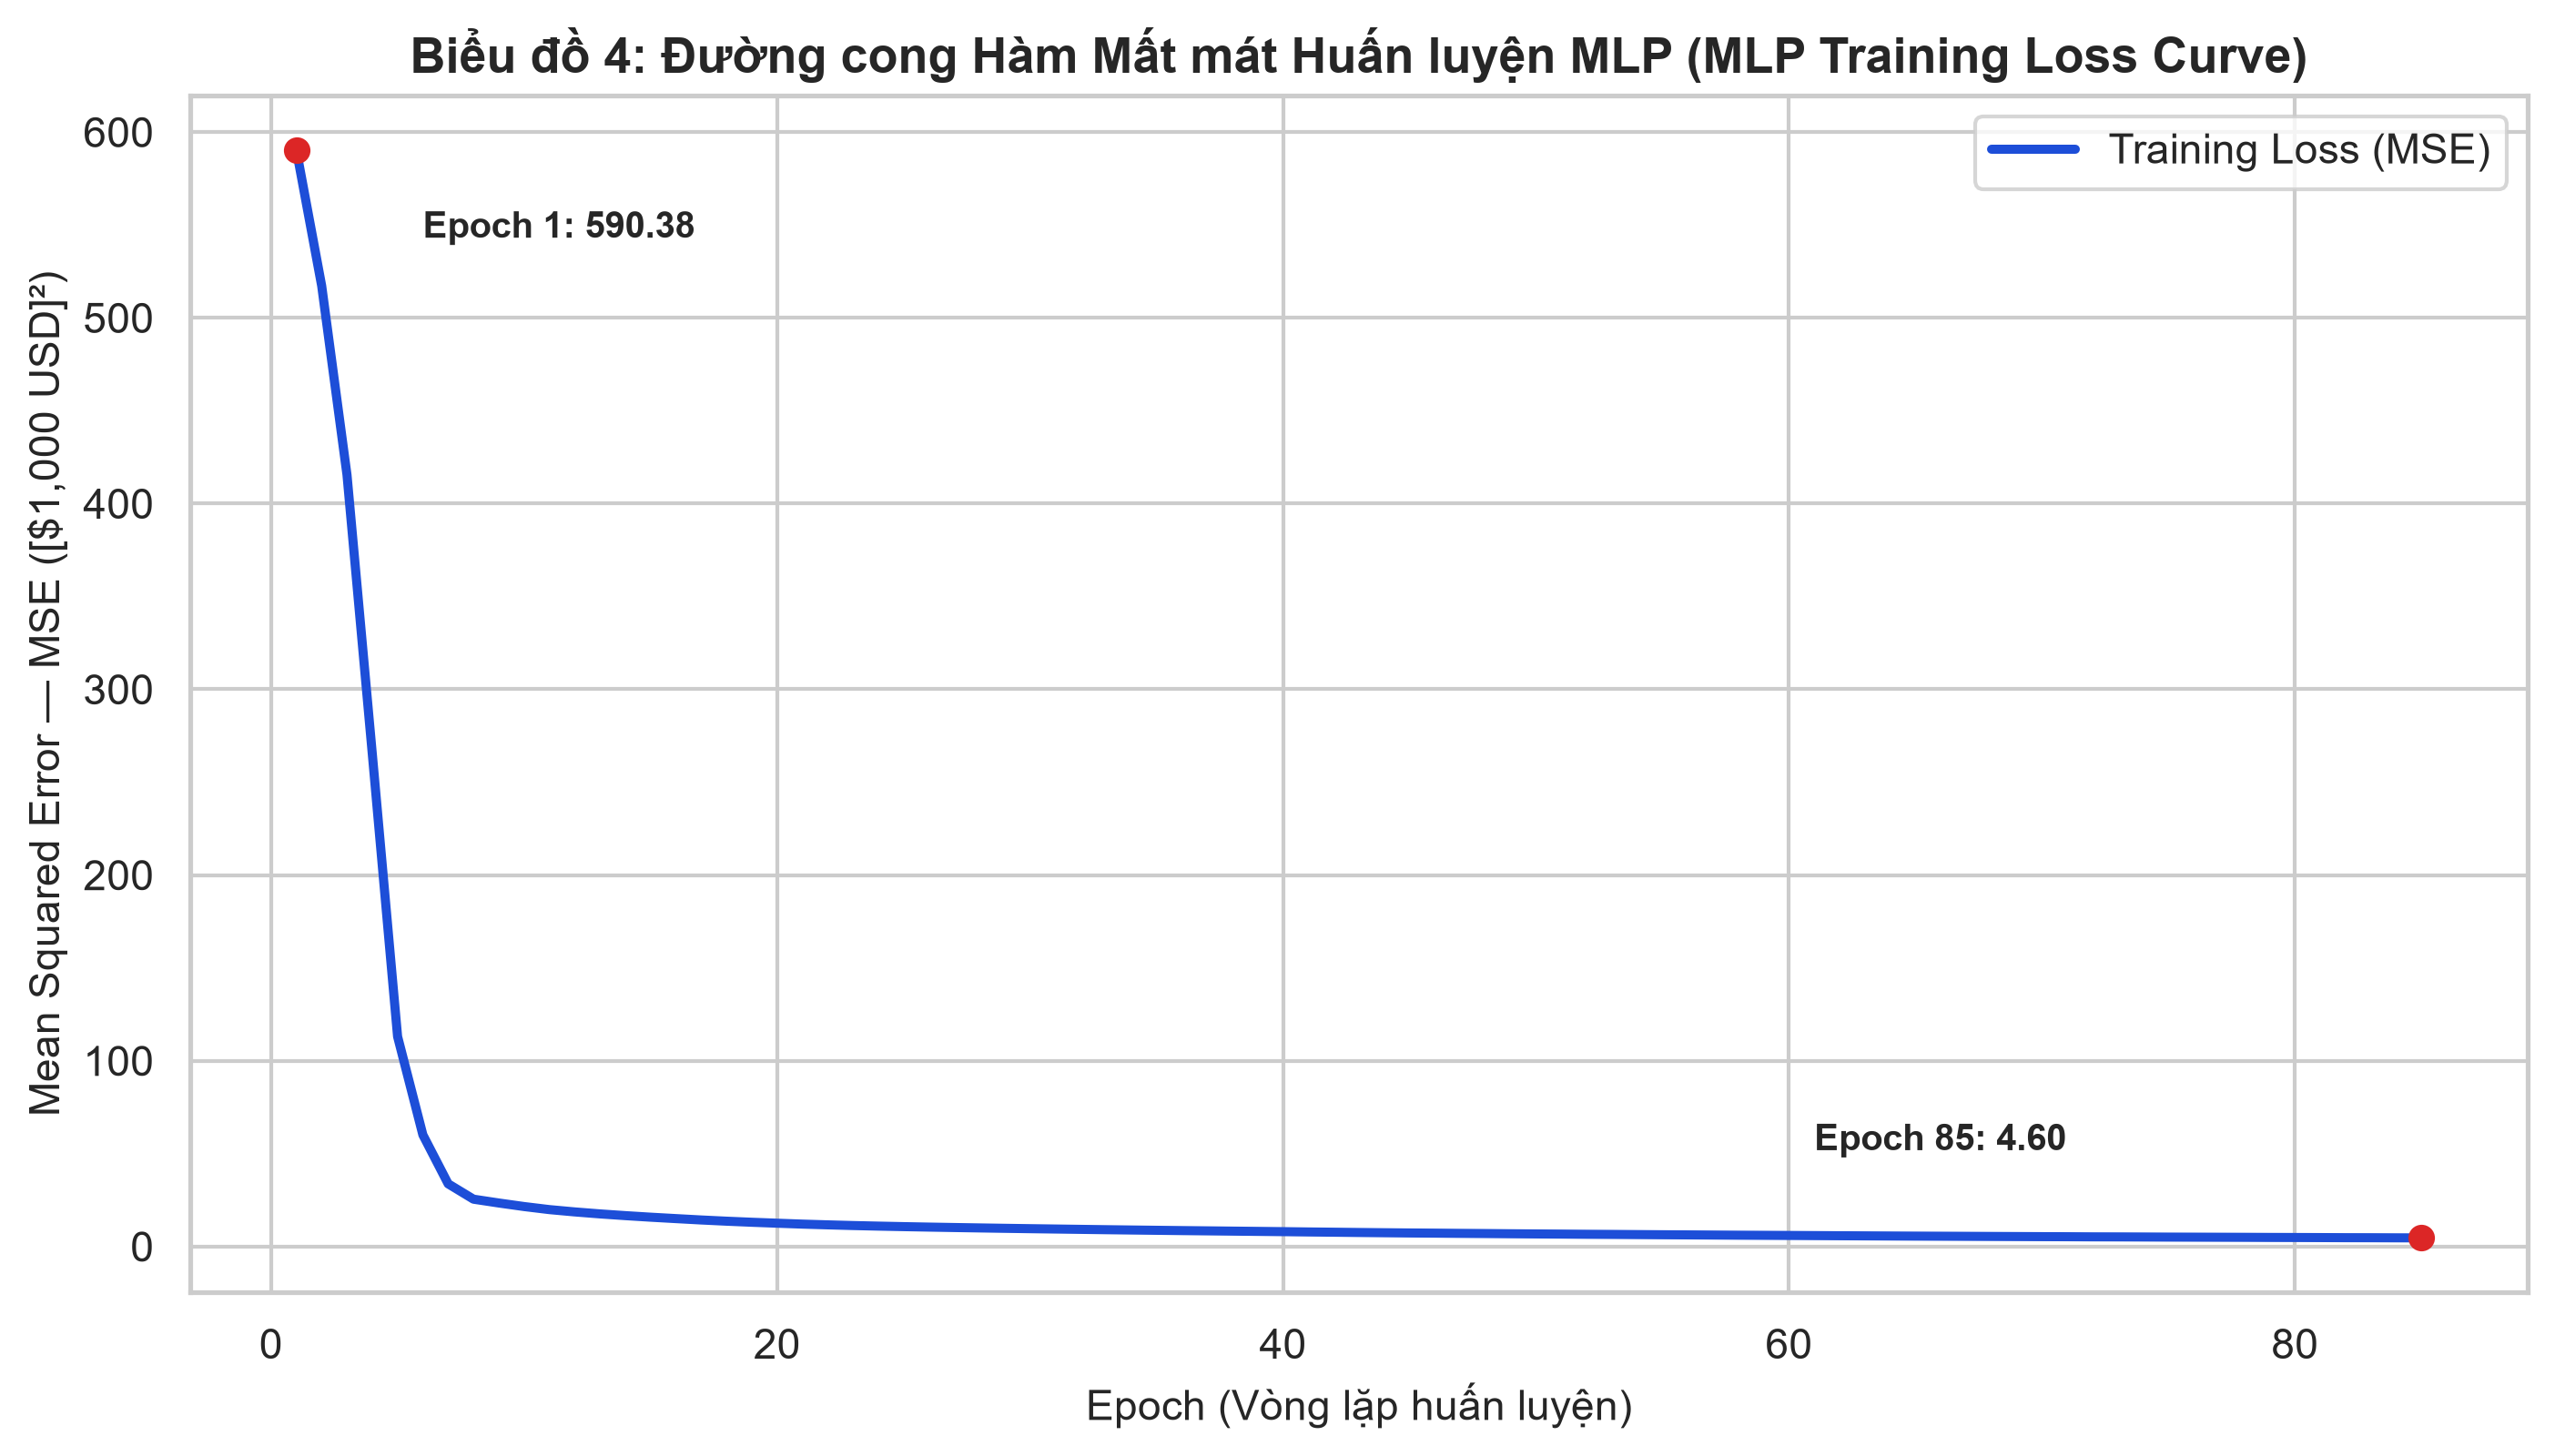 Biểu đồ 4: Đường cong Hàm Mất mát Huấn luyện MLP (MLP Training Loss Curve)
Mean Squared Error — MSE ([$1,000 USD]²)
600
500
400
300
200
100
0
Training Loss (MSE)
Epoch 1: 590.38
Epoch 85: 4.60
0
20
40
60
80
Epoch (Vòng lặp huấn luyện)